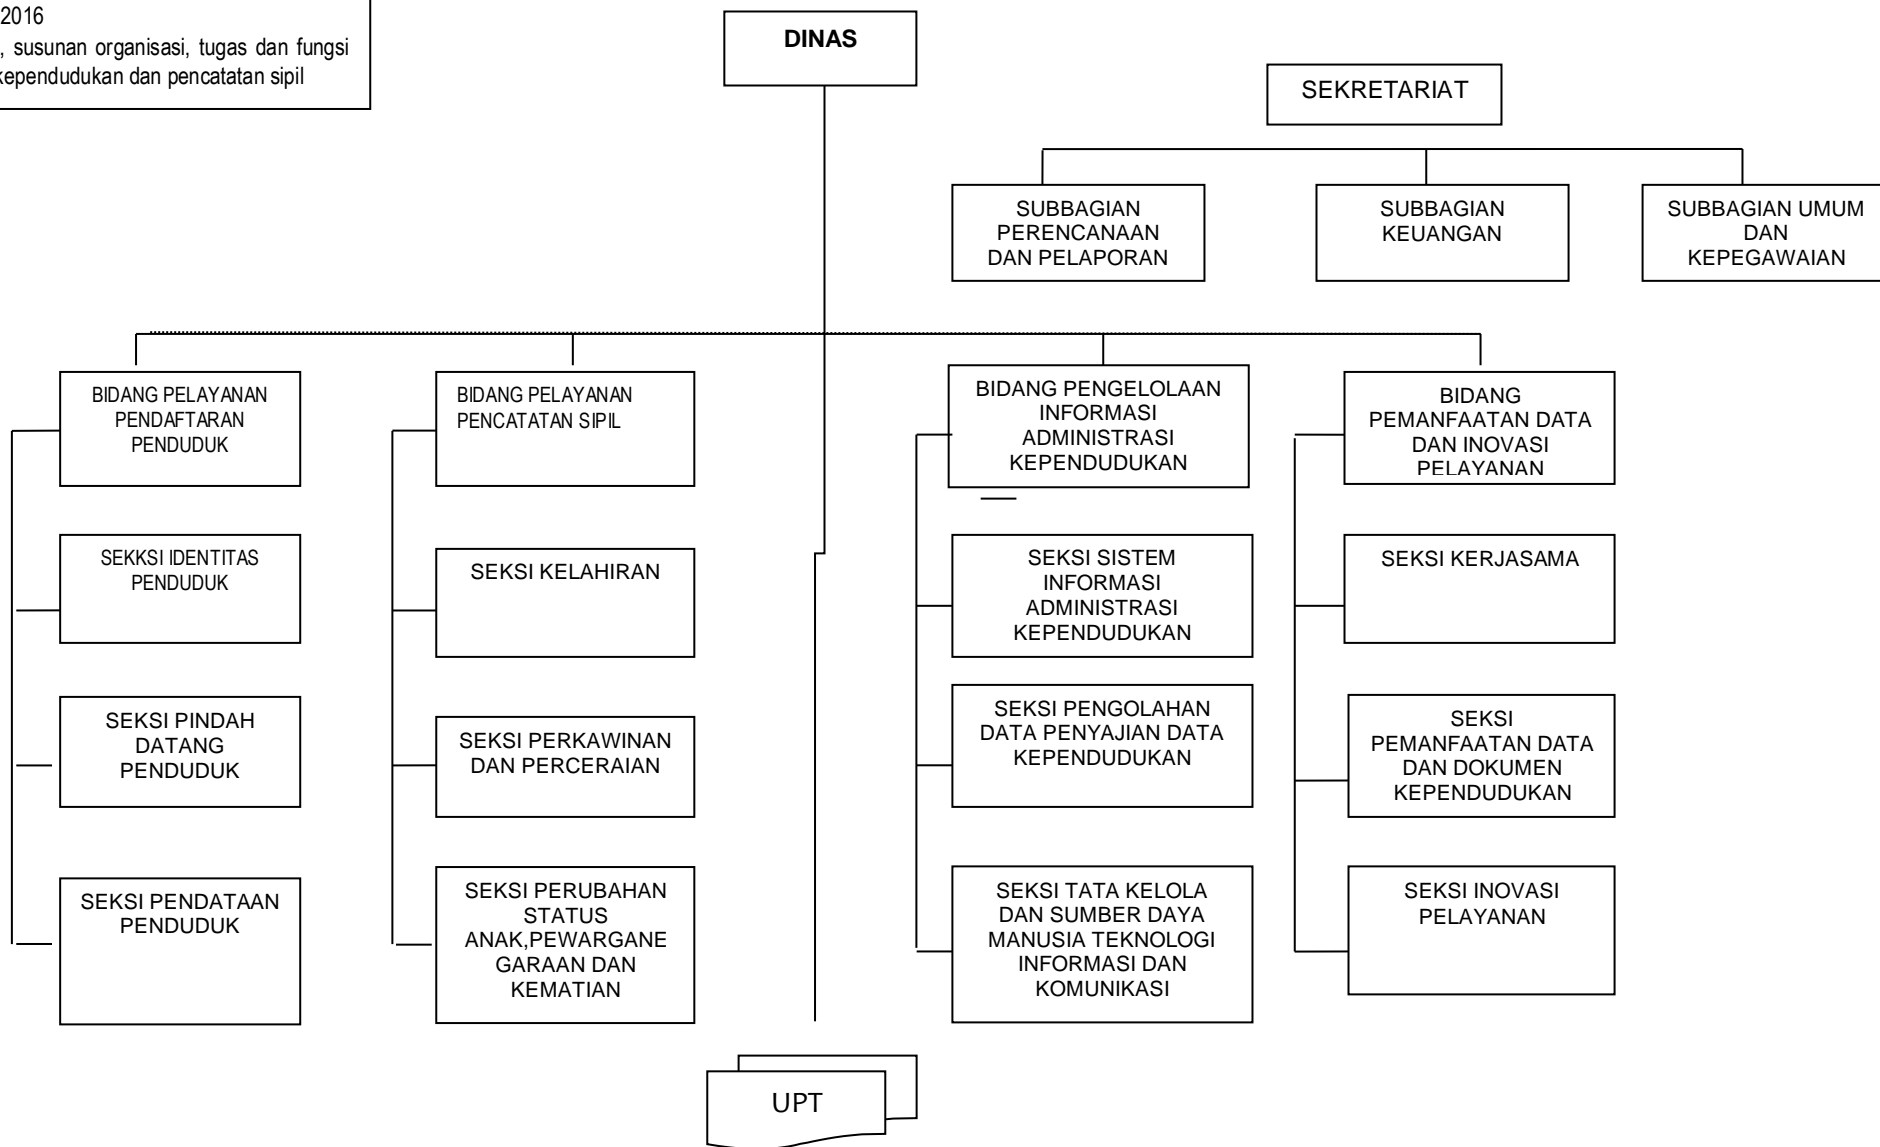 2016
, susunan organisasi, tugas dan fungsi
kependudukan dan pencatatan sipil
DINAS
SEKRETARIAT
SUBBAGIAN
PERENCANAAN
DAN PELAPORAN
SUBBAGIAN
KEUANGAN
SUBBAGIAN UMUM
DAN
KEPEGAWAIAN
BIDANG PELAYANAN
PENDAFTARAN
PENDUDUK
BIDANG PELAYANAN
PENCATATAN SIPIL
BIDANG PENGELOLAAN
INFORMASI
ADMINISTRASI
KEPENDUDUKAN
BIDANG
PEMANFAATAN DATA
DAN INOVASI
PELAYANAN
SEKKSI IDENTITAS
PENDUDUK
SEKSI KELAHIRAN
SEKSI SISTEM
INFORMASI
ADMINISTRASI
KEPENDUDUKAN
SEKSI KERJASAMA
SEKSI PINDAH
DATANG
PENDUDUK
SEKSI PERKAWINAN
DAN PERCERAIAN
SEKSI PENGOLAHAN
DATA PENYAJIAN DATA
KEPENDUDUKAN
SEKSI
PEMANFAATAN DATA
DAN DOKUMEN
KEPENDUDUKAN
SEKSI PENDATAAN
PENDUDUK
SEKSI PERUBAHAN
STATUS
ANAK,PEWARGANE
GARAAN DAN
KEMATIAN
SEKSI TATA KELOLA
DAN SUMBER DAYA
MANUSIA TEKNOLOGI
INFORMASI DAN
KOMUNIKASI
SEKSI INOVASI
PELAYANAN
UPT